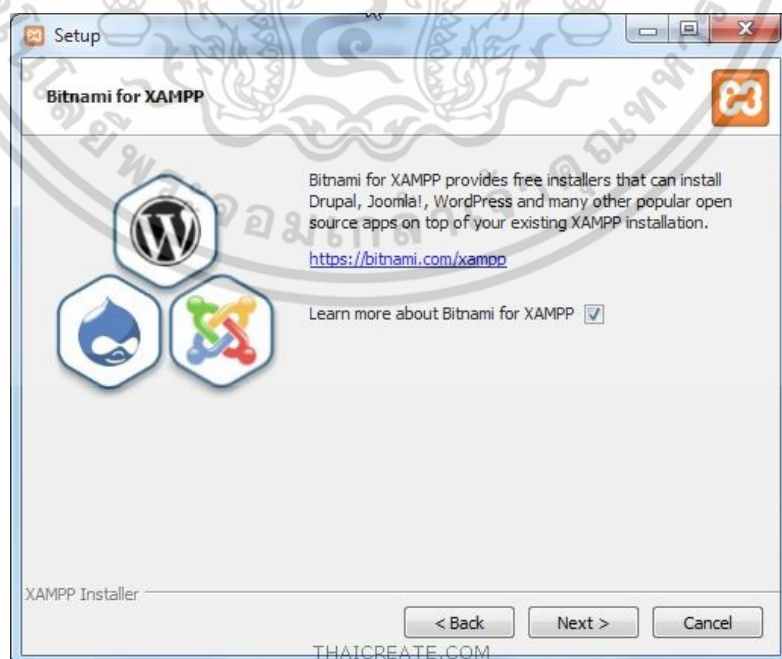 Setup
Bitnami for XAMPP
Bitnami for XAMPP provides free installers that can install
Drupal, Joomla!, WordPress and many other popular open
source apps on top of your existing XAMPP installation.
https://bitnami.com/xampp
Learn more about Bitnami for XAMPP
XAMPP Installer
< Back
Next >
Cancel
THAICREATE.COM